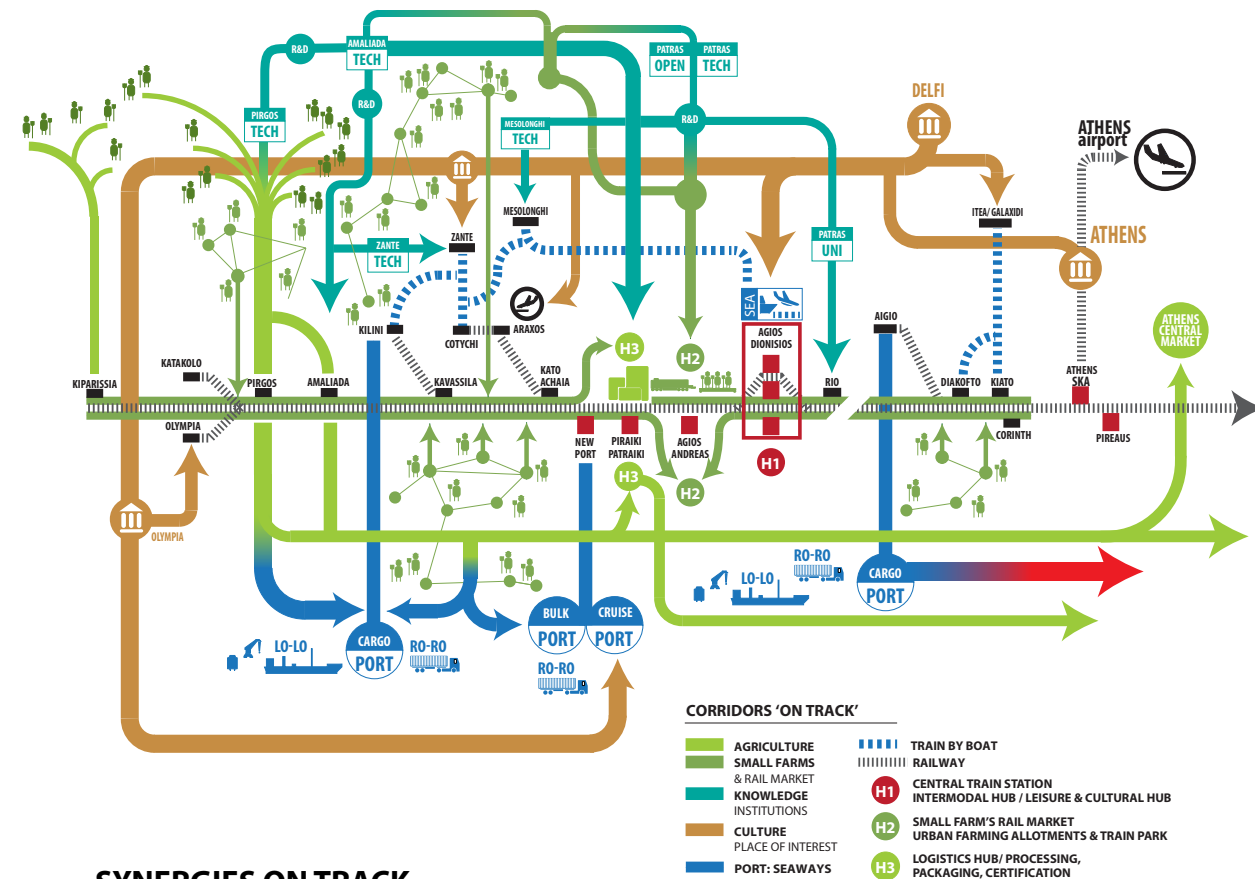 R&D
AMALIADA
TECH
PATRAS
OPEN
PATRAS
TECH
R&D
PIRGOS
TECH
MESOLONGHI
TECH
R&D
DELFI
ATHENS
airport
ZANTE
MESOLONGHI
ITEA/ GALAXIDI
PATRAS
UNI
ATHENS
ZANTE
TECH
SEA
KILINI
COTYCHI
ARAXOS
AGIOS
DIONISIOS
AIGIO
ATHENS
CENTRAL
MARKET
H3
H2
KATAKOLO
KIPARISSIA
PIRGOS
AMALIADA
KAVASSILA
KATO
ACHAIA
RIO
DIAKOFTO
KIATO
ATHENS
SKA
OLYMPIA
NEW
PORT
PIRAIKI
PATRAIKI
AGIOS
ANDREAS
CORINTH
PIREAUS
H1
H3
H2
OLYMPIA
RO-RO
LO-LO
CARGO
PORT
BULK
PORT
CRUISE
PORT
LO-LO
CARGO
PORT
RO-RO
RO-RO
CORRIDORS ‘ON TRACK’
AGRICULTURE
SMALL FARMS
& RAIL MARKET
KNOWLEDGE
INSTITUTIONS
CULTURE
PLACE OF INTEREST
PORT: SEAWAYS
TRAIN BY BOAT
RAILWAY
H1 CENTRAL TRAIN STATION
INTERMODAL HUB / LEISURE & CULTURAL HUB
H2 SMALL FARM'S RAIL MARKET
URBAN FARMING ALLOTMENTS & TRAIN PARK
H3 LOGISTICS HUB/ PROCESSING,
PACKAGING, CERTIFICATION
SYNERGIES ON TRACK